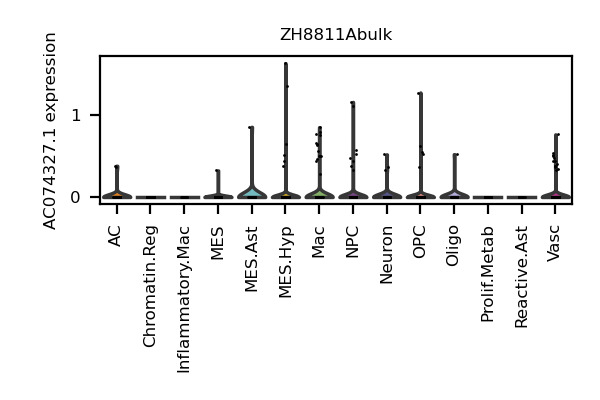 ZH8811Abulk
AC074327.1 expression
1
0
AC
Chromatin.Reg
Inflammatory.Mac
MES
MES.Ast
MES.Hyp
Mac
NPC
Neuron
OPC
Oligo
Prolif.Metab
Reactive.Ast
Vasc